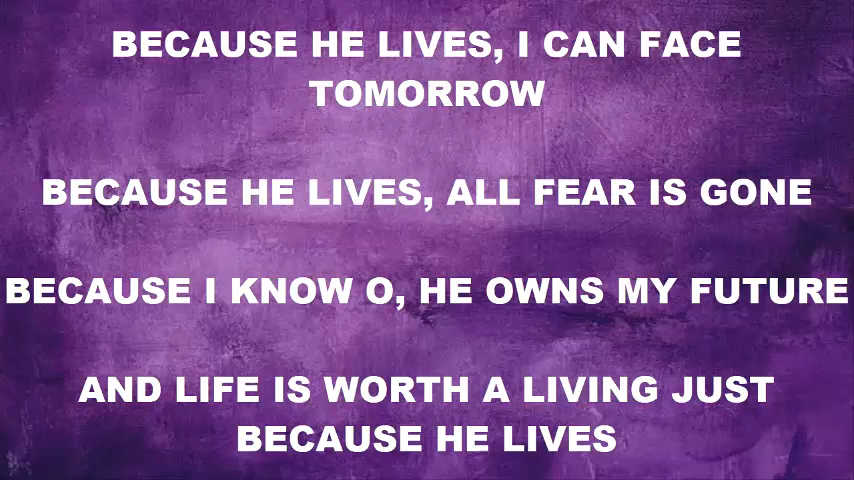 BECAUSE HE LIVES, I CAN FACE
TOMORROW
BECAUSE HE LIVES, ALL FEAR IS GONE
BECAUSE I KNOW O, HE OWNS MY FUTURE
AND LIFE IS WORTH A LIVING JUST
BECAUSE HE LIVES